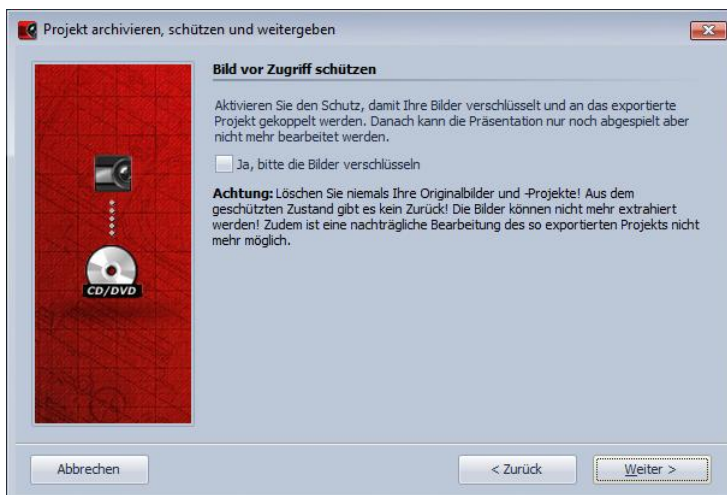 Projekt archivieren, schützen und weitergeben
Bild vor Zugriff schützen
Aktivieren Sie den Schutz, damit Ihre Bilder verschlüsselt und an das exportierte
Projekt gekoppelt werden. Danach kann die Präsentation nur noch abgespielt aber
nicht mehr bearbeitet werden.
Ja, bitte die Bilder verschlüsseln
Achtung: Löschen Sie niemals Ihre Originalbilder und -Projekte! Aus dem
geschützten Zustand gibt es kein Zurück! Die Bilder können nicht mehr extrahiert
werden! Zudem ist eine nachträgliche Bearbeitung des so exportierten Projekts nicht
mehr möglich.
CD/DVD
Abbrechen
< Zurück
Weiter >